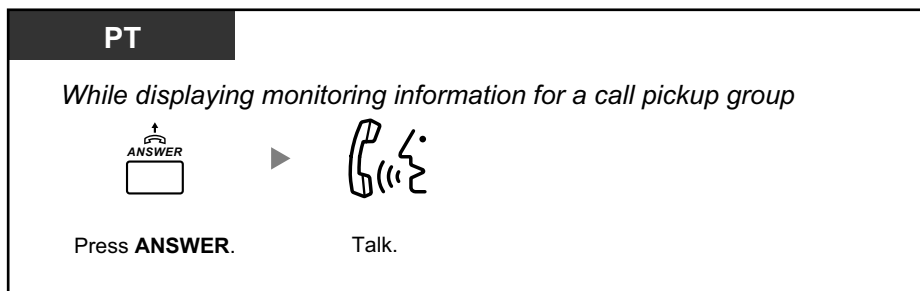 PT
While displaying monitoring information for a call pickup group
ANSWER
Press ANSWER.
Talk.